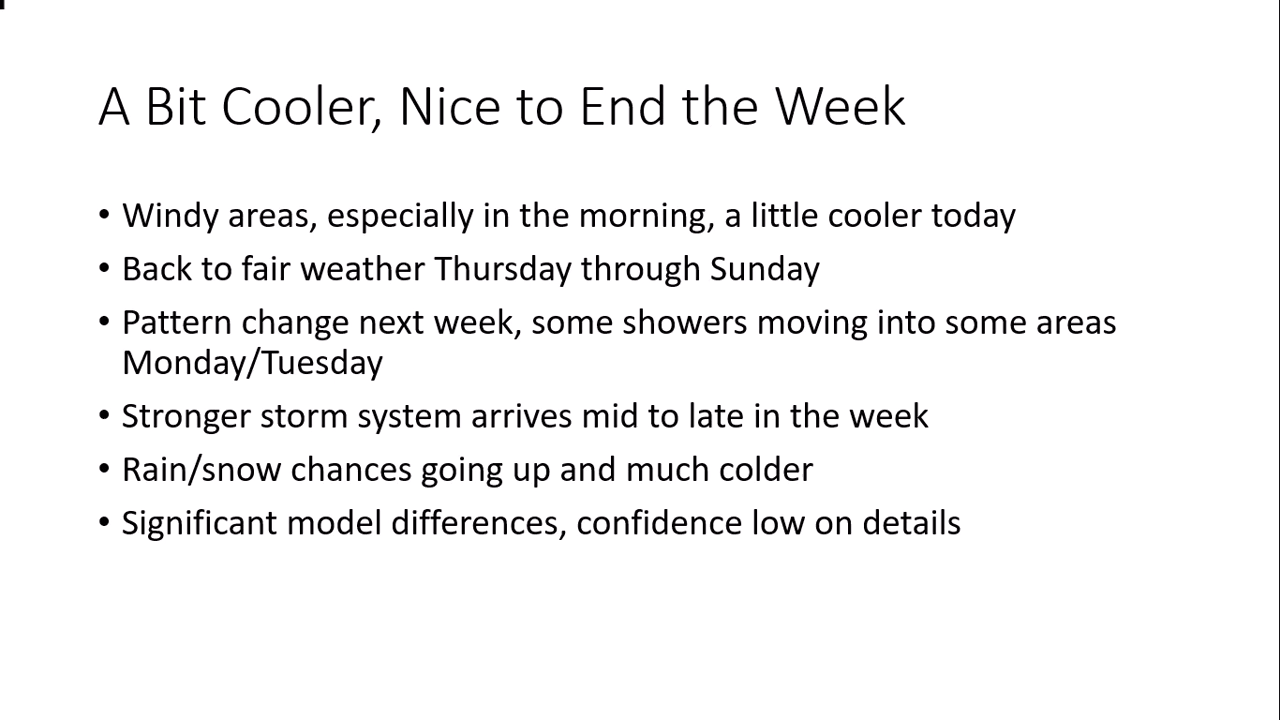 A Bit Cooler, Nice to End the Week
• Windy areas, especially in the morning, a little cooler today
• Back to fair weather Thursday through Sunday
• Pattern change next week, some showers moving into some areas
Monday/Tuesday
• Stronger storm system arrives mid to late in the week
• Rain/snow chances going up and much colder
• Significant model differences, confidence low on details